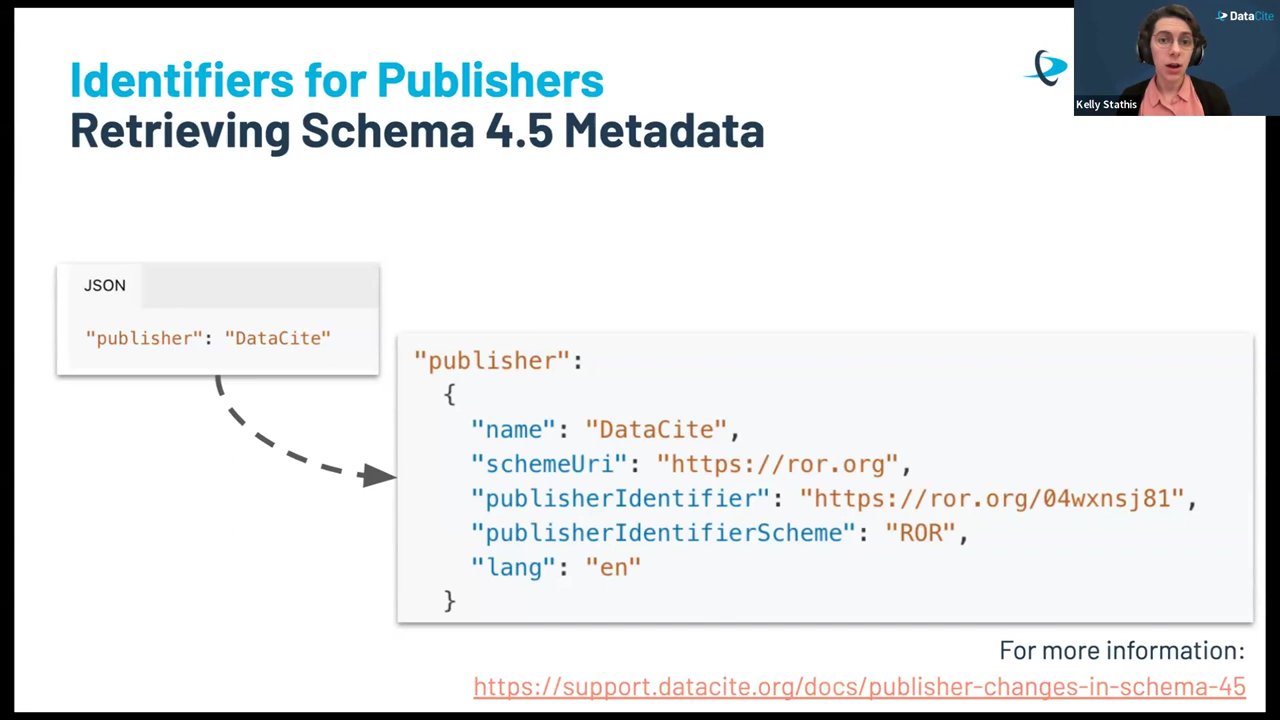 Identifiers for Publishers
Retrieving Schema 4.5 Metadata
DataCite
Kelly Stathis
JSON
"publisher": "DataCite"
"publisher":
{
"name": "DataCite",
"schemeUri": "https://ror.org",
"publisherIdentifier": "https://ror.org/04wxnsj81",
"publisherIdentifierScheme": "ROR",
"lang": "en"
}
For more information:
https://support.datacite.org/docs/publisher-changes-in-schema-45